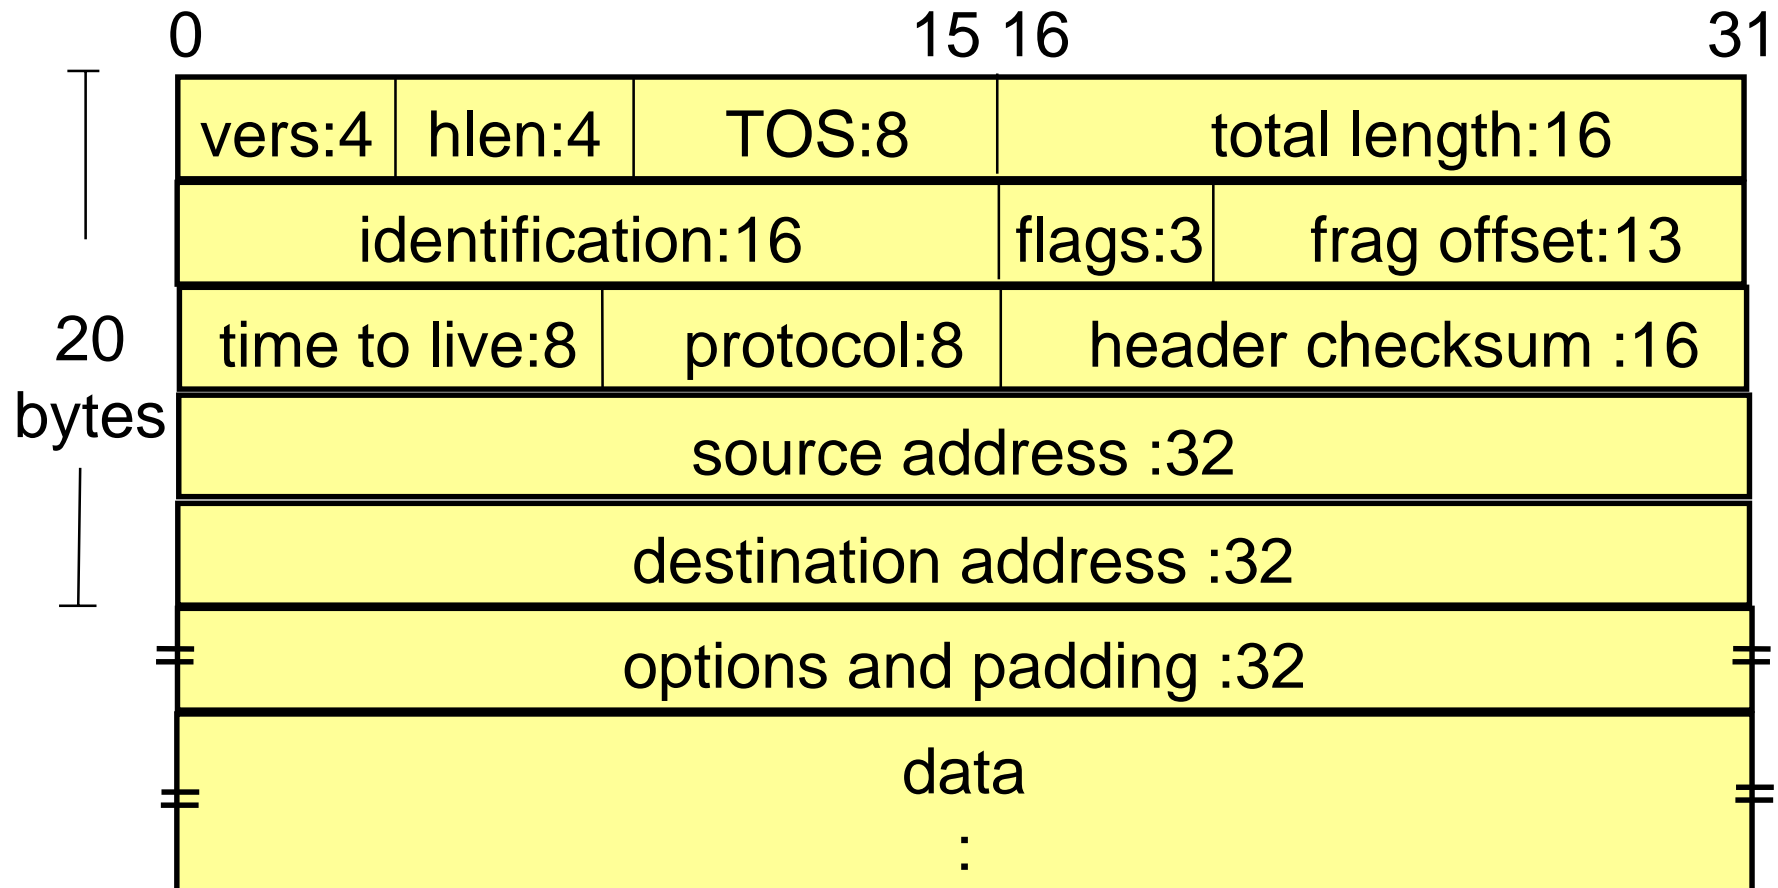 0 15 16 31
vers:4 hlen:4 TOS:8 total length:16
identification:16 flags:3 frag offset:13
20
bytes
time to live:8 protocol:8 header checksum :16
source address :32
destination address :32
options and padding :32
data
: